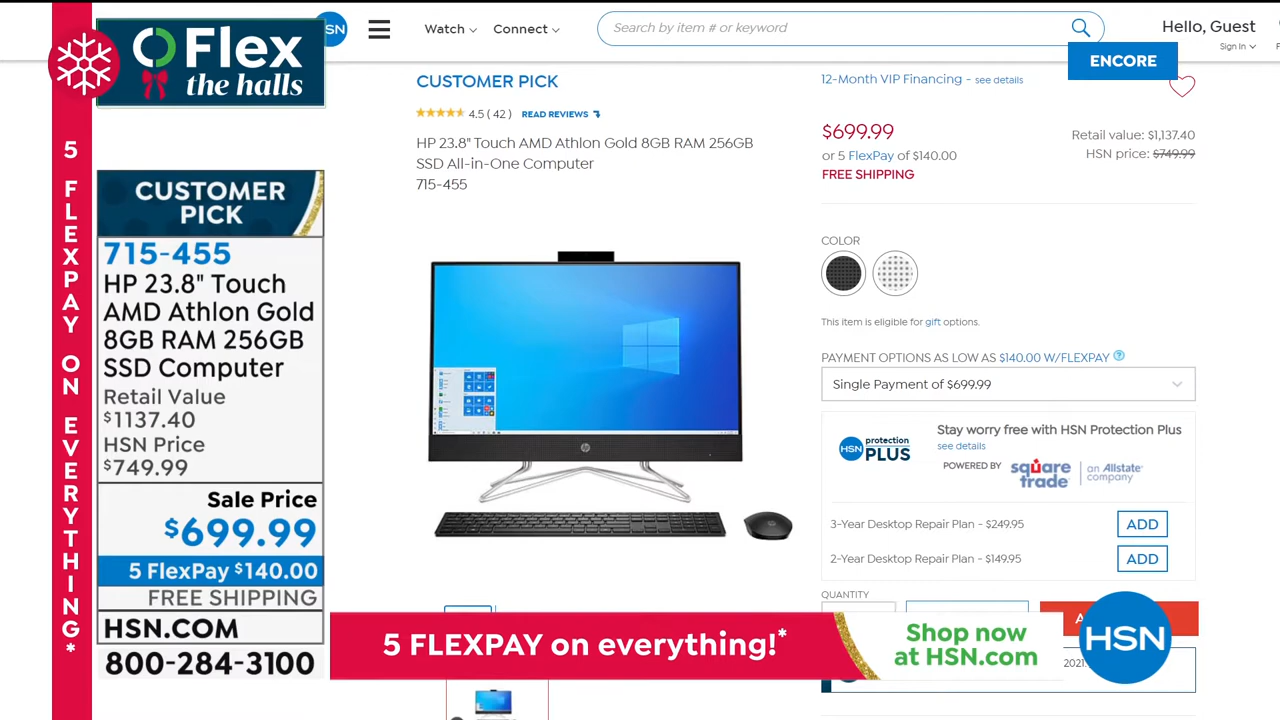 Flex
the halls
5 FLEXPAY ON EVERYTHING*
CUSTOMER
PICK
715-455
HP 23.8" Touch
AMD Athlon Gold
8GB RAM 256GB
SSD Computer
Retail Value
$1137.40
HSN Price
$749.99
Sale Price
$699.99
5 FlexPay $140.00
FREE SHIPPING
HSN.COM
800-284-3100
SN
Watch
Connect
Search by item # or keyword
Hello, Guest
Sign In
ENCORE
CUSTOMER PICK
4.5 ( 42 ) READ REVIEWS
HP 23.8" Touch AMD Athlon Gold 8GB RAM 256GB
SSD All-in-One Computer
715-455
12-Month VIP Financing - see details
$699.99
Retail value: $1,137.40
or 5 FlexPay of $140.00
HSN price: $749.99
FREE SHIPPING
COLOR
This item is eligible for gift options.
PAYMENT OPTIONS AS LOW AS $140.00 W/FLEXPAY ?
Single Payment of $699.99
HSN protection PLUS
Stay worry free with HSN Protection Plus
see details
POWERED BY square trade an Allstate company
3-Year Desktop Repair Plan - $249.95 ADD
2-Year Desktop Repair Plan - $149.95 ADD
QUANTITY
hp
5 FLEXPAY on everything!*
Shop now
at HSN.com
HSN
2021